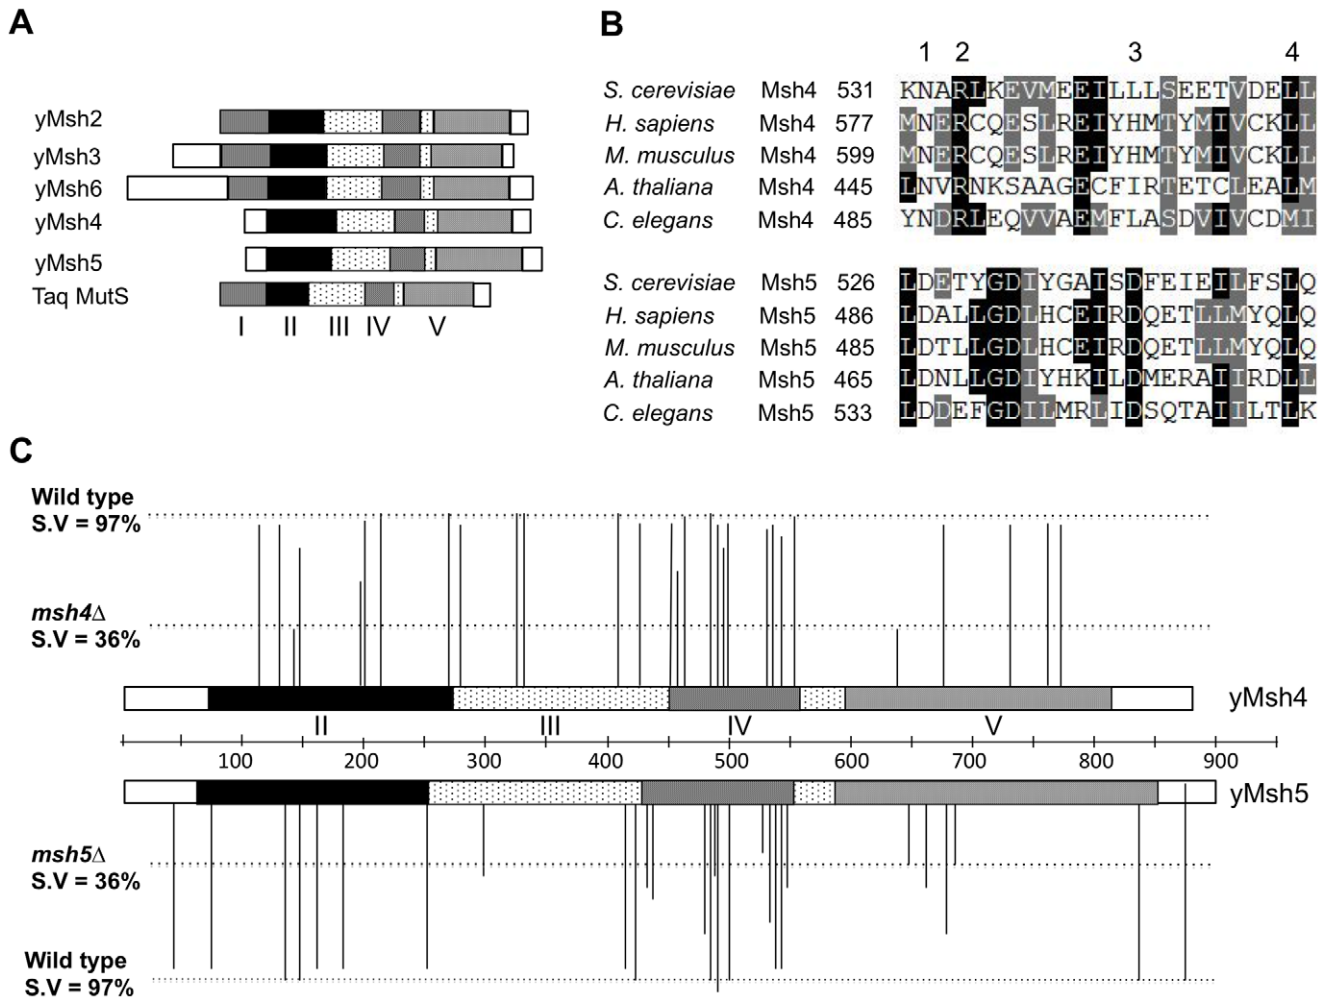 A
yMsh2
yMsh3
yMsh6
yMsh4
yMsh5
Taq MutS
I II III IV V
B
1 2 3 4
S. cerevisiae Msh4 531 KNARLKEVMEEILLLSEETVDELL
H. sapiens Msh4 577 MNERCQESLREIYHMTYMIVCKLL
M. musculus Msh4 599 MNERCQESLREIYHMTYMIVCKLL
A. thaliana Msh4 445 LNVRNKSAAGECFIRTETCLEALM
C. elegans Msh4 485 YNDRLEQVVAEMFLASDVIVCDMI
S. cerevisiae Msh5 526 LDETYGDIYGAISDFEIEILFSLQ
H. sapiens Msh5 486 LDALLGDLHCEIRDQETLLMYQLQ
M. musculus Msh5 485 LDTLLGDLHCEIRDQETLLMYQLQ
A. thaliana Msh5 465 LDNLLGDIYHKILDMERAIIRDLL
C. elegans Msh5 533 LDDEFGDILMRLIDSQTAIILTLK
C
Wild type
S.V = 97%
msh4Δ
S.V = 36%
yMsh4
II III IV V
100 200 300 400 500 600 700 800 900
yMsh5
msh5Δ
S.V = 36%
Wild type
S.V = 97%